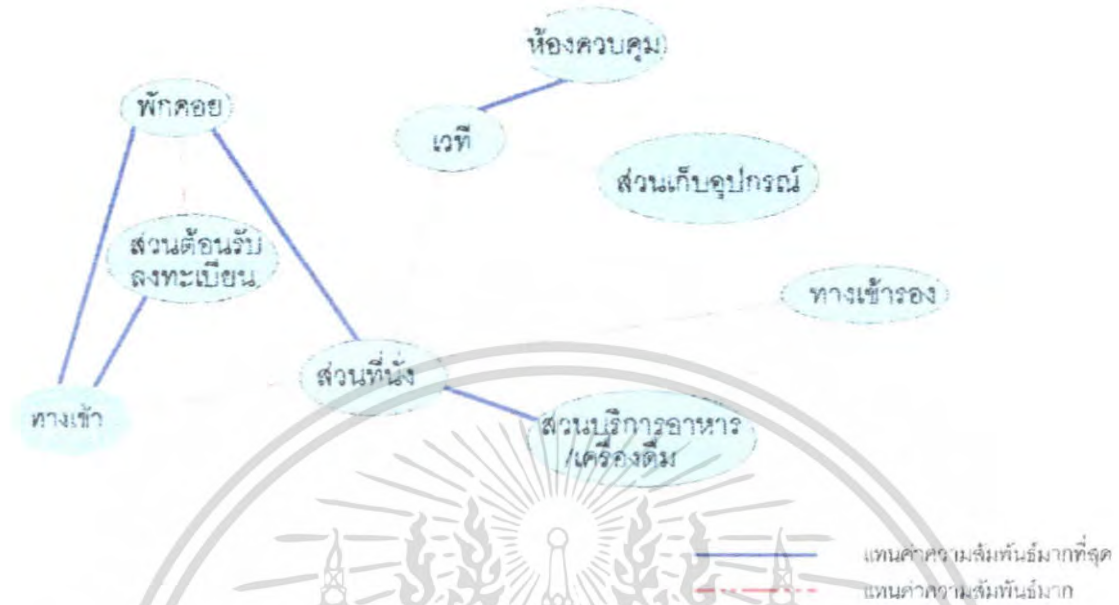 ห้องควบคุม
พักคอย
เวที
ส่วนเก็บอุปกรณ์
ส่วนต้อนรับ
ลงทะเบียน
ทางเข้ารอง
ส่วนที่นั่ง
ทางเข้า
ส่วนบริการอาหาร
/เครื่องดื่ม
แทนค่าความสัมพันธ์มากที่สุด
แทนค่าความสัมพันธ์มาก